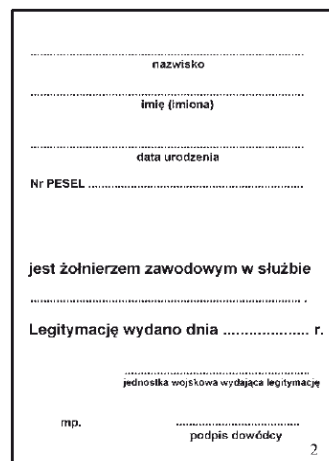 ........................................................
nazwisko
........................................................
imię (imiona)
........................................................
data urodzenia
Nr PESEL ............................................
jest żołnierzem zawodowym w służbie
........................................................ .
Legitymację wydano dnia .................... r.
........................................
jednostka wojskowa wydająca legitymację
mp. ..............................
podpis dowódcy
2